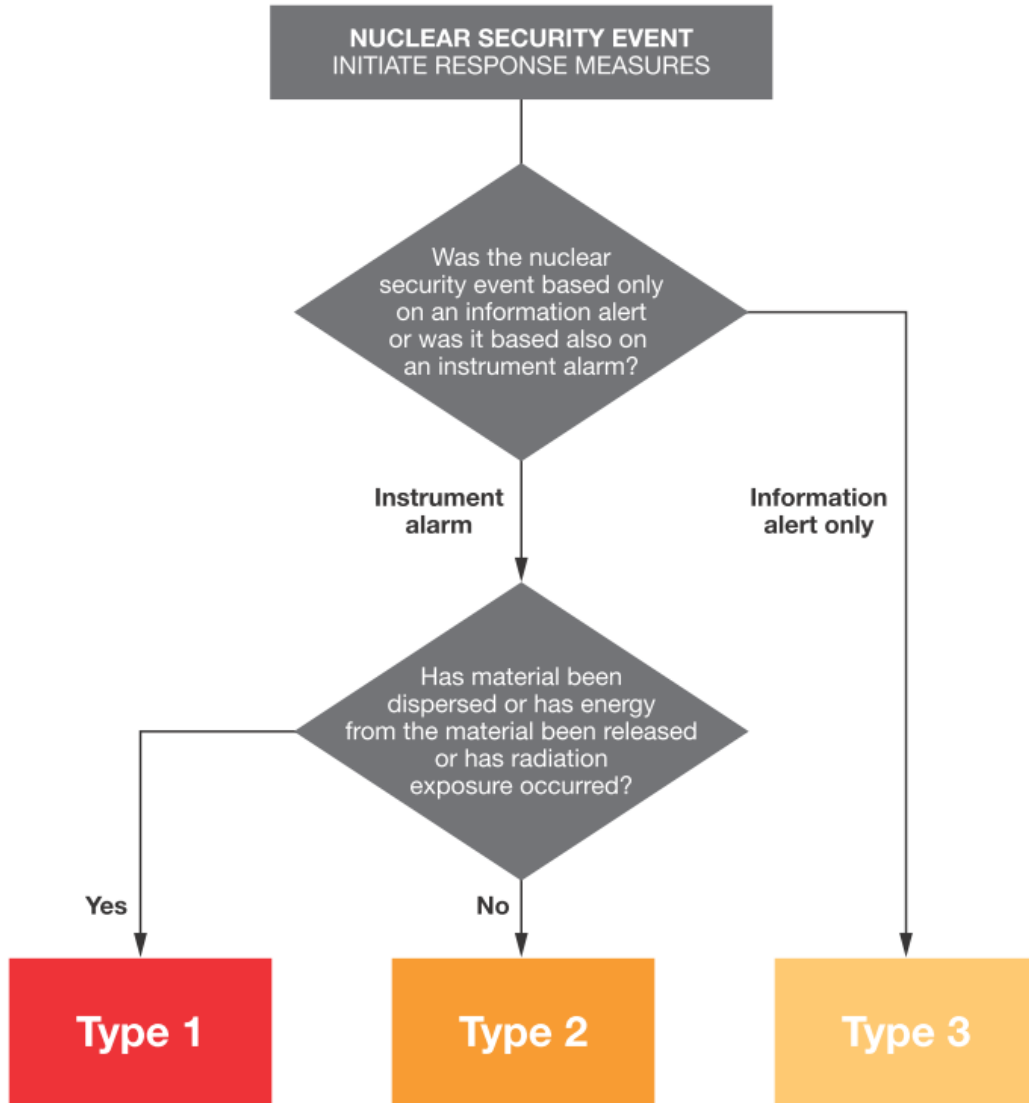 NUCLEAR SECURITY EVENT
INITIATE RESPONSE MEASURES
Was the nuclear
security event based only
on an information alert
or was it based also on
an instrument alarm?
Instrument
alarm
Information
alert only
Has material been
dispersed or has energy
from the material been released
or has radiation
exposure occurred?
Yes
No
Type 1
Type 2
Type 3